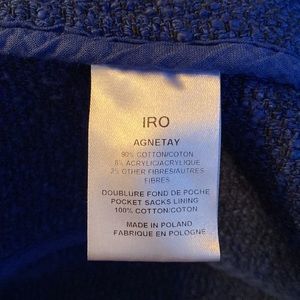 IRO
AGNETAY
90% COTTON/COTON
8% ACRYLIC/ACRYLIQUE
2% OTHER FIBRES/AUTRES
FIBRES
DOUBLURE FOND DE POCHE
POCKET SACKS LINING
100% COTTON/COTON
MADE IN POLAND
FABRIQUE EN POLOGNE